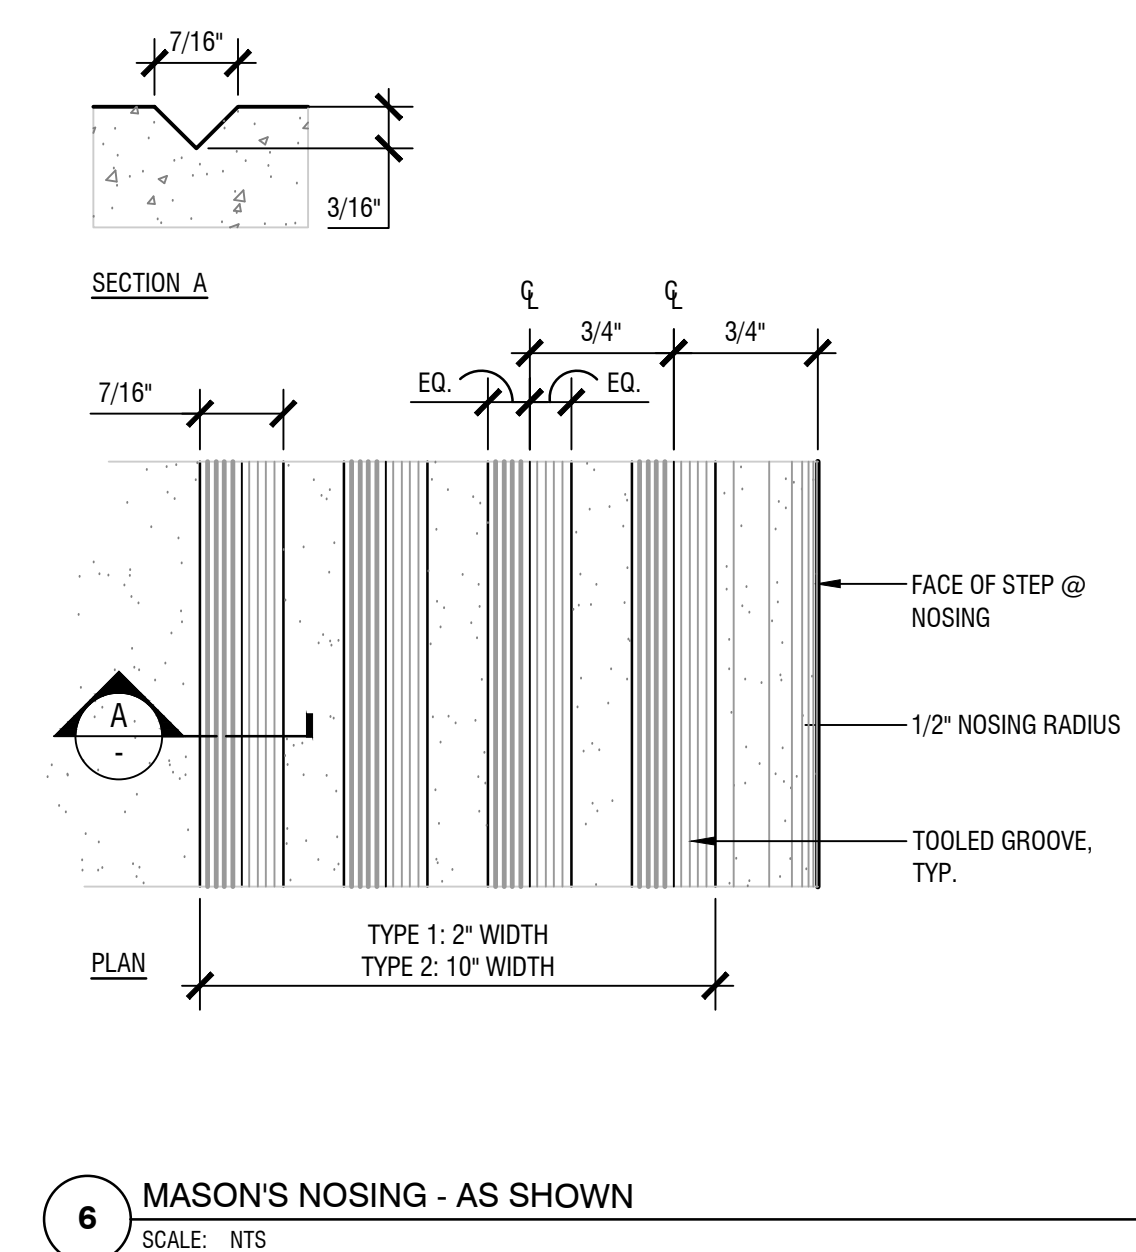 7/16"
3/16"
SECTION A
℄ ℄
3/4" 3/4"
EQ. EQ.
7/16"
FACE OF STEP @
NOSING
A
-
1/2" NOSING RADIUS
TOOLED GROOVE,
TYP.
TYPE 1: 2" WIDTH
TYPE 2: 10" WIDTH
PLAN
6
MASON'S NOSING - AS SHOWN
SCALE: NTS